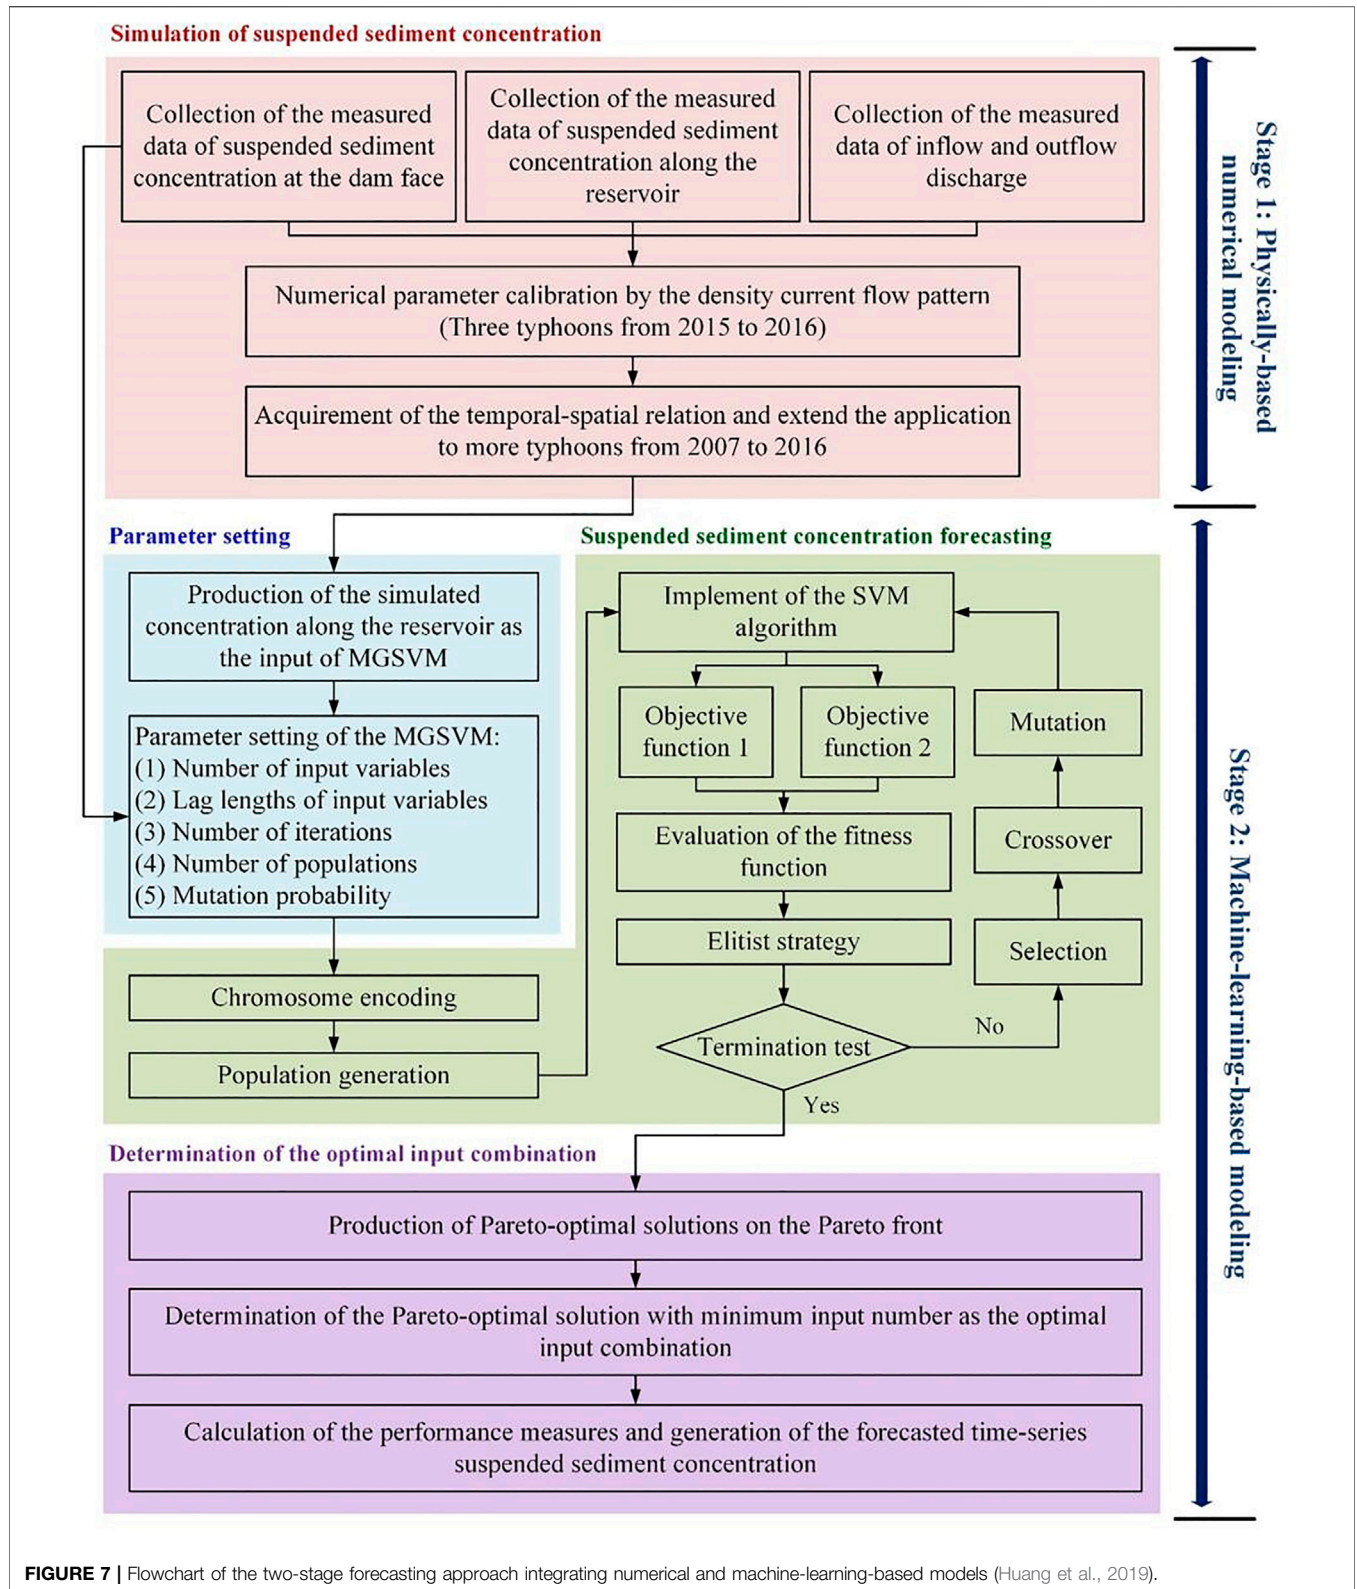 Simulation of suspended sediment concentration
Collection of the measured
data of suspended sediment
concentration at the dam face
Collection of the measured
data of suspended sediment
concentration along the
reservoir
Collection of the measured
data of inflow and outflow
discharge
Numerical parameter calibration by the density current flow pattern
(Three typhoons from 2015 to 2016)
Acquirement of the temporal-spatial relation and extend the application
to more typhoons from 2007 to 2016
Stage 1: Physically-based
numerical modeling
Parameter setting
Production of the simulated
concentration along the reservoir as
the input of MGSVM
Parameter setting of the MGSVM:
(1) Number of input variables
(2) Lag lengths of input variables
(3) Number of iterations
(4) Number of populations
(5) Mutation probability
Chromosome encoding
Population generation
Suspended sediment concentration forecasting
Implement of the SVM
algorithm
Objective
function 1
Objective
function 2
Evaluation of the fitness
function
Elitist strategy
Termination test
No
Yes
Mutation
Crossover
Selection
Determination of the optimal input combination
Production of Pareto-optimal solutions on the Pareto front
Determination of the Pareto-optimal solution with minimum input number as the optimal
input combination
Calculation of the performance measures and generation of the forecasted time-series
suspended sediment concentration
Stage 2: Machine-learning-based modeling
FIGURE 7 | Flowchart of the two-stage forecasting approach integrating numerical and machine-learning-based models (Huang et al., 2019).